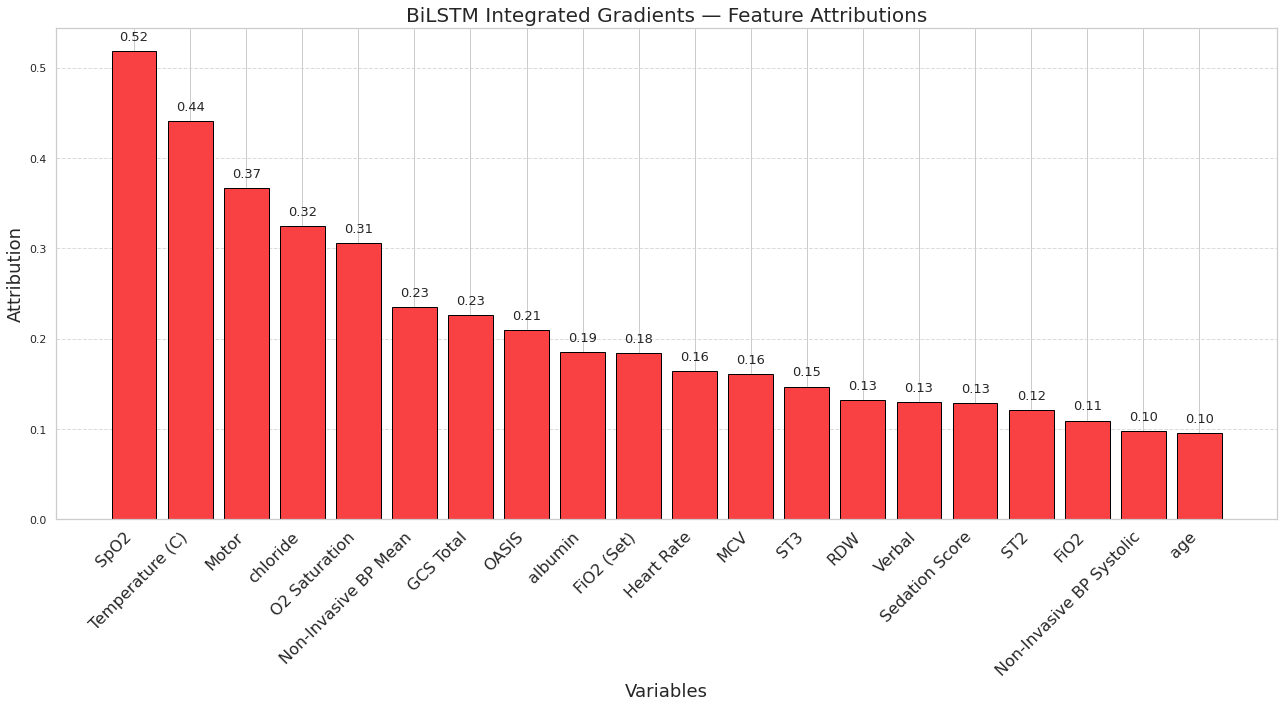 BiLSTM Integrated Gradients — Feature Attributions
Attribution
0.5
0.4
0.3
0.2
0.1
0.0
0.52
0.44
0.37
0.32
0.31
0.23
0.23
0.21
0.19
0.18
0.16
0.16
0.15
0.13
0.13
0.13
0.12
0.11
0.10
0.10
SpO2
Temperature (C)
Motor
chloride
O2 Saturation
Non-Invasive BP Mean
GCS Total
OASIS
albumin
FiO2 (Set)
Heart Rate
MCV
ST3
RDW
Verbal
Sedation Score
ST2
FiO2
Non-Invasive BP Systolic
age
Variables